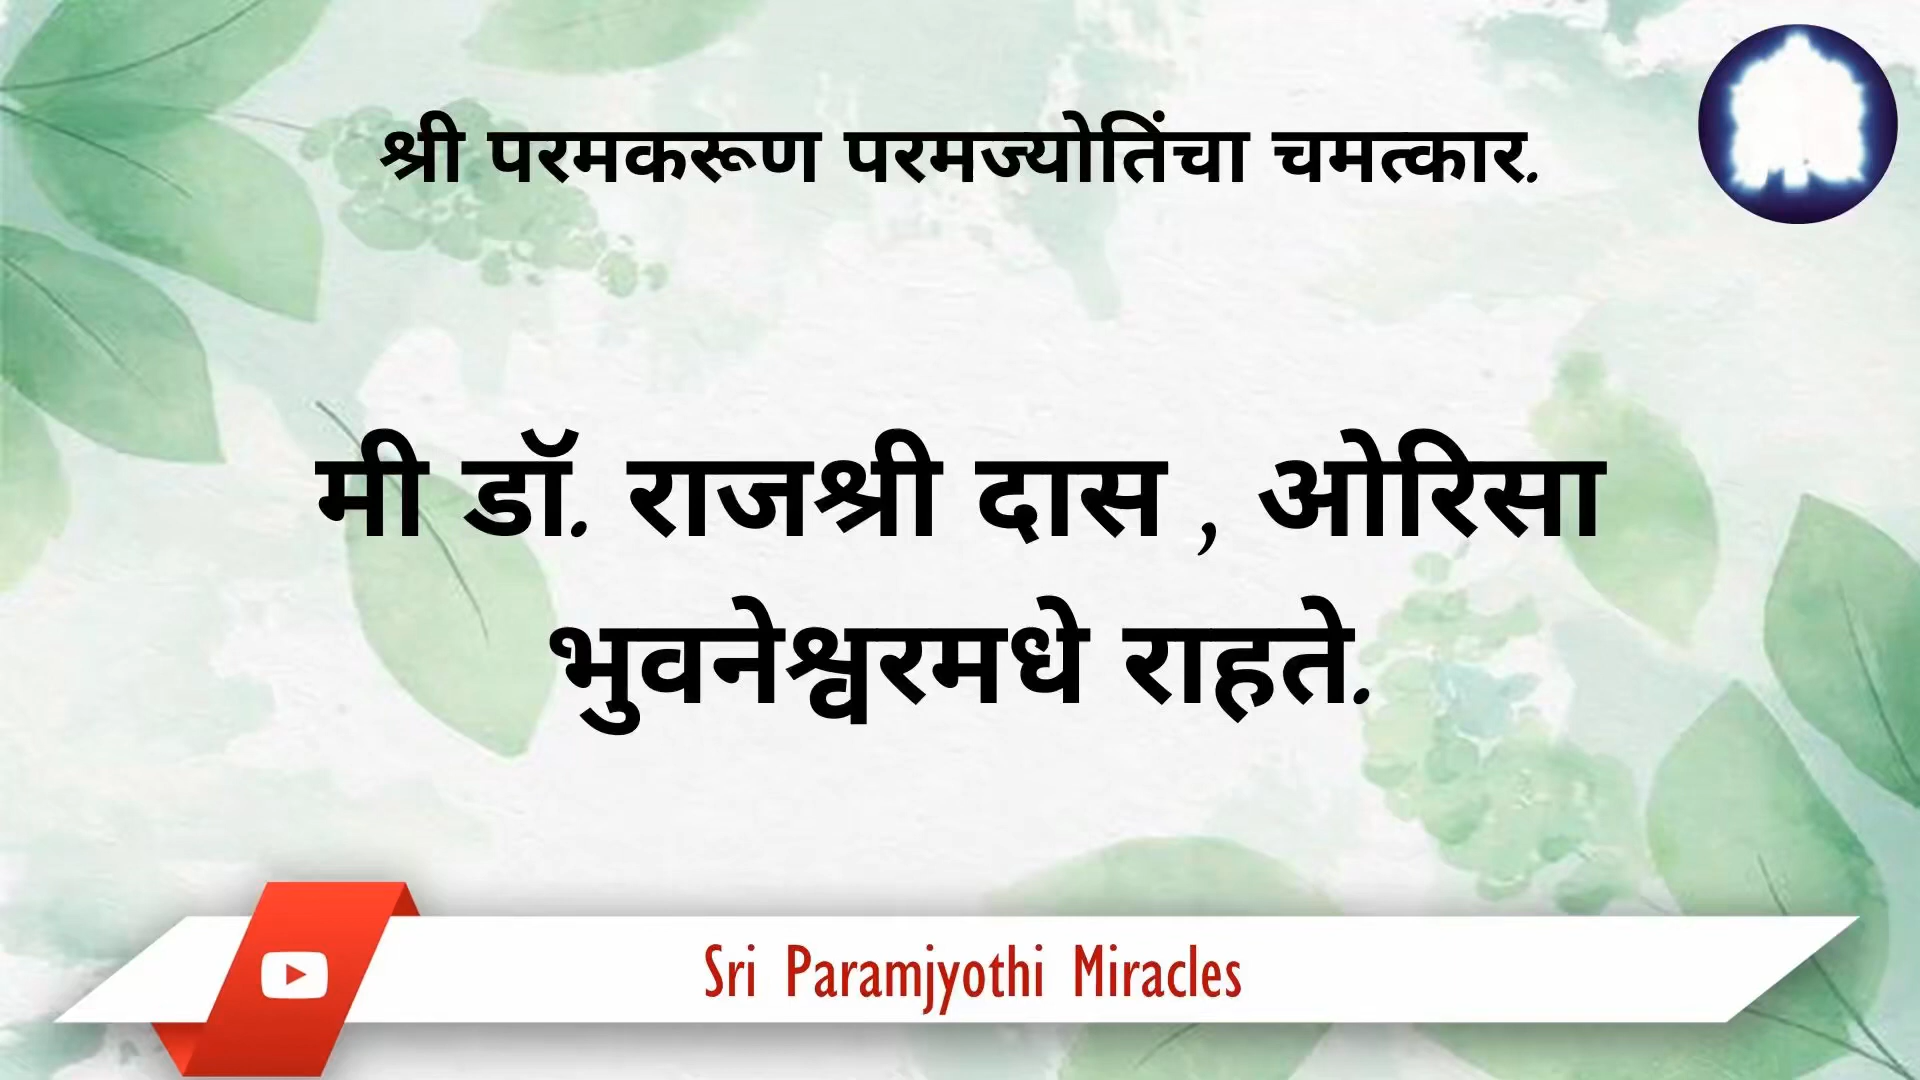 श्री परमकरूण परमज्योतिंचा चमत्कार.
मी डॉ. राजश्री दास , ओरिसा
भुवनेश्वरमधे राहते.
Sri Paramjyothi Miracles